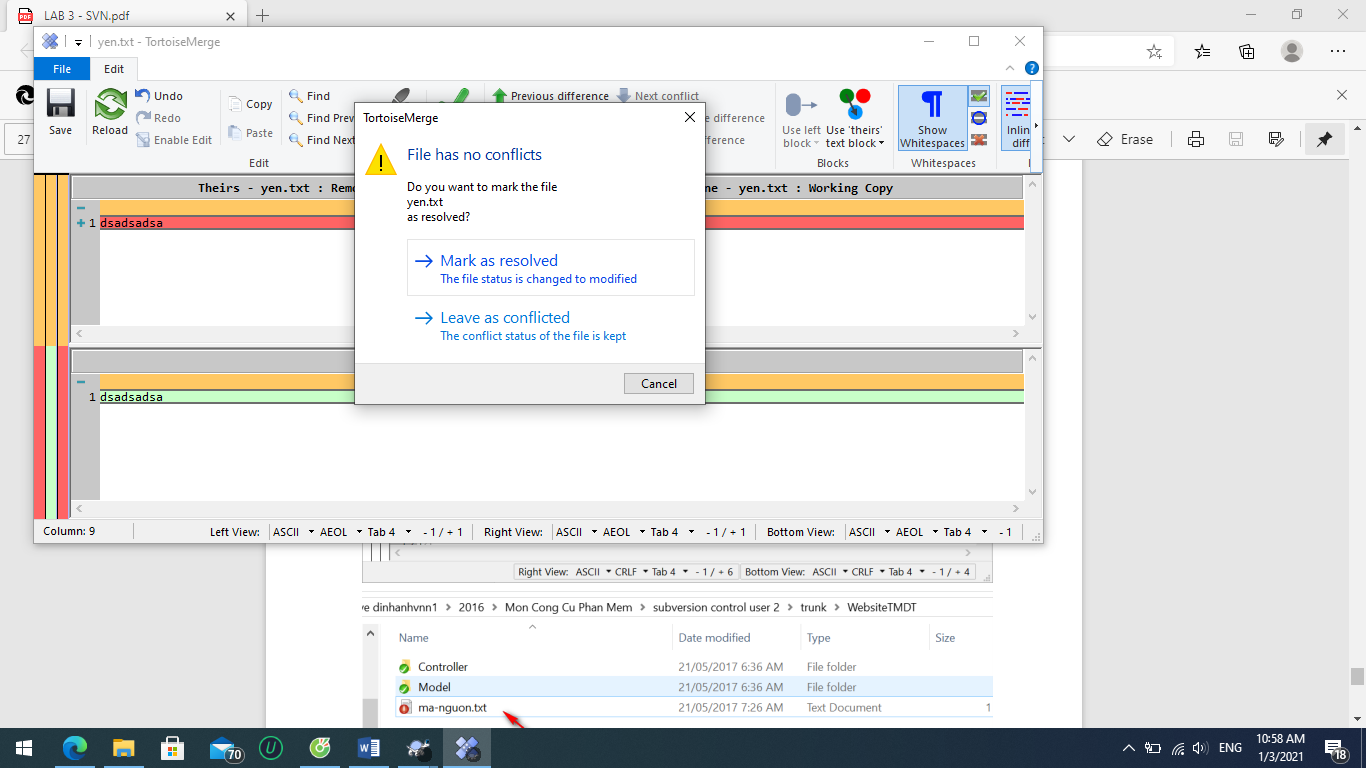 LAB 3 - SVN.pdf
yen.txt - TortoiseMerge
File
Edit
Save
Reload
Undo
Redo
Enable Edit
Copy
Paste
Find
Find Prev
Find Next
Edit
Previous difference
Next conflict
e difference
fference
Use left
block
Use 'theirs'
text block
Blocks
Show
Whitespaces
Whitespaces
Inlin
diff
27
Erase
TortoiseMerge
File has no conflicts
Do you want to mark the file
yen.txt
as resolved?
Mark as resolved
The file status is changed to modified
Leave as conflicted
The conflict status of the file is kept
Cancel
Theirs - yen.txt : Remo
ne - yen.txt : Working Copy
1 dsadsadsa
1 dsadsadsa
Column: 9
Left View: ASCII AEOL Tab 4 - 1 / + 1
Right View: ASCII AEOL Tab 4 - 1 / + 1
Bottom View: ASCII AEOL Tab 4 - 1
Right View: ASCII CRLF Tab 4 - 1 / + 6
Bottom View: ASCII CRLF Tab 4 - 1 / + 4
ve dinhanhvnn1 > 2016 > Mon Cong Cu Phan Mem > subversion control user 2 > trunk > WebsiteTMDT
Name Date modified Type Size
Controller 21/05/2017 6:36 AM File folder
Model 21/05/2017 6:36 AM File folder
ma-nguon.txt 21/05/2017 7:26 AM Text Document 1
70
ENG
10:58 AM
1/3/2021
18